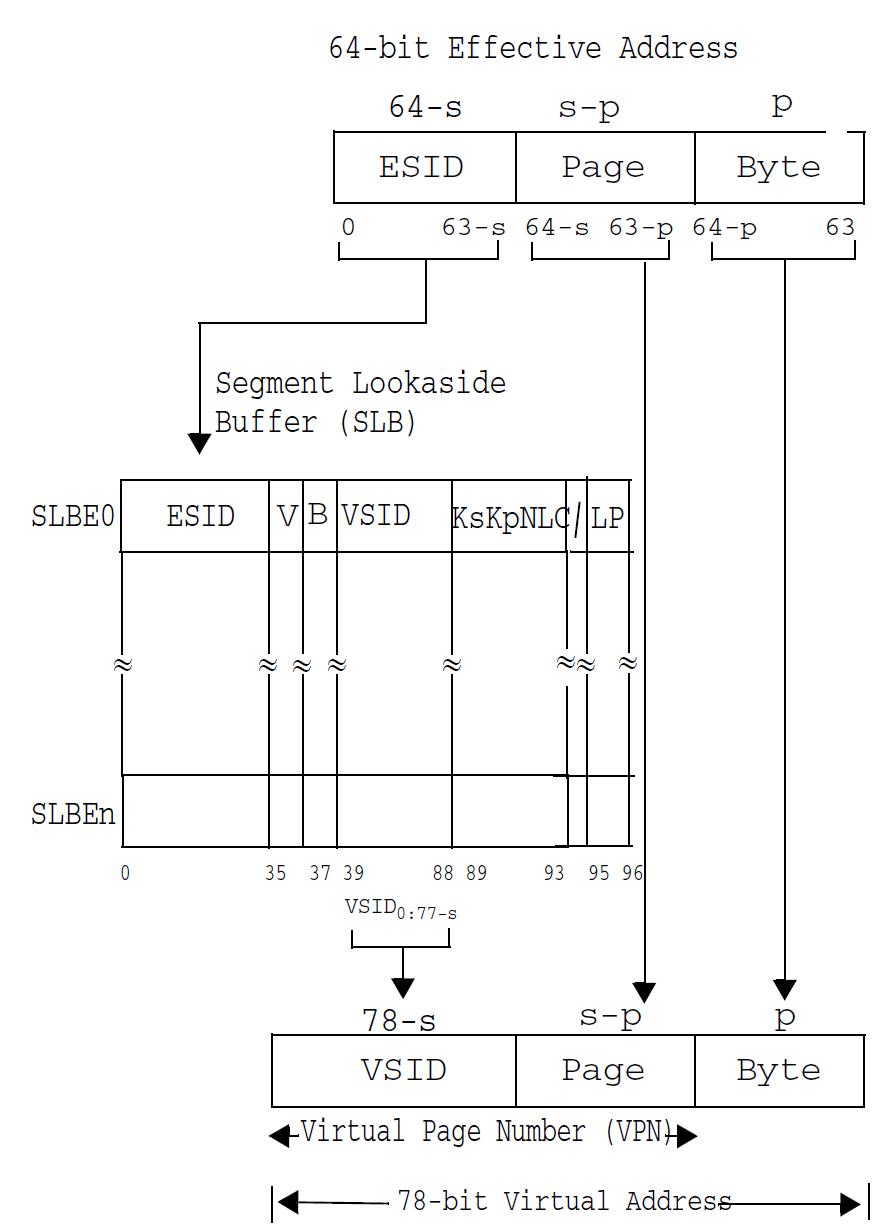 64-bit Effective Address
64-s s-p p
ESID Page Byte
0 63-s 64-s 63-p 64-p 63
Segment Lookaside
Buffer (SLB)
SLBE0 ESID V B VSID KsKpNLC / LP
SLBEn
0 35 37 39 88 89 93 95 96
VSID0:77-s
78-s s-p p
VSID Page Byte
Virtual Page Number (VPN)
78-bit Virtual Address